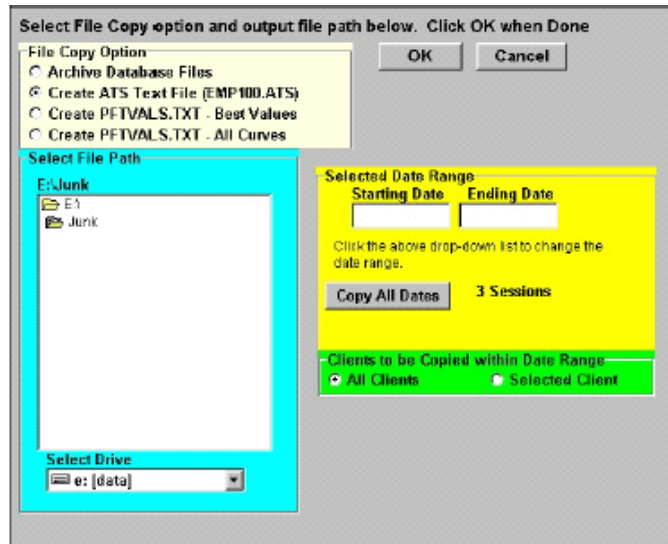 Select File Copy option and output file path below. Click OK when Done
File Copy Option
Archive Database Files
Create ATS Text File (EMP100.ATS)
Create PFTVALS.TXT - Best Values
Create PFTVALS.TXT - All Curves
OK
Cancel
Select File Path
E:\Junk
E:\
Junk
Select Drive
e: [data]
Selected Date Range
Starting Date Ending Date
Click the above drop-down list to change the
date range.
Copy All Dates
3 Sessions
Clients to be Copied within Date Range
All Clients
Selected Client